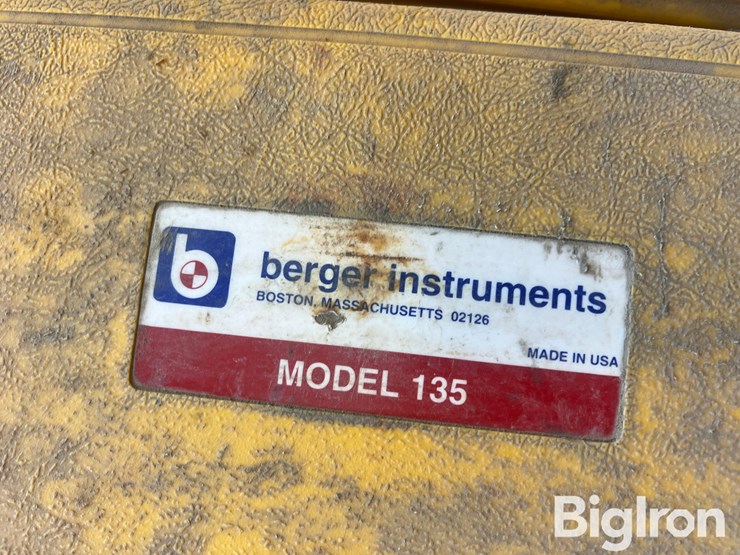 b
berger instruments
BOSTON, MASSACHUSETTS 02126
MADE IN USA
MODEL 135
BigIron